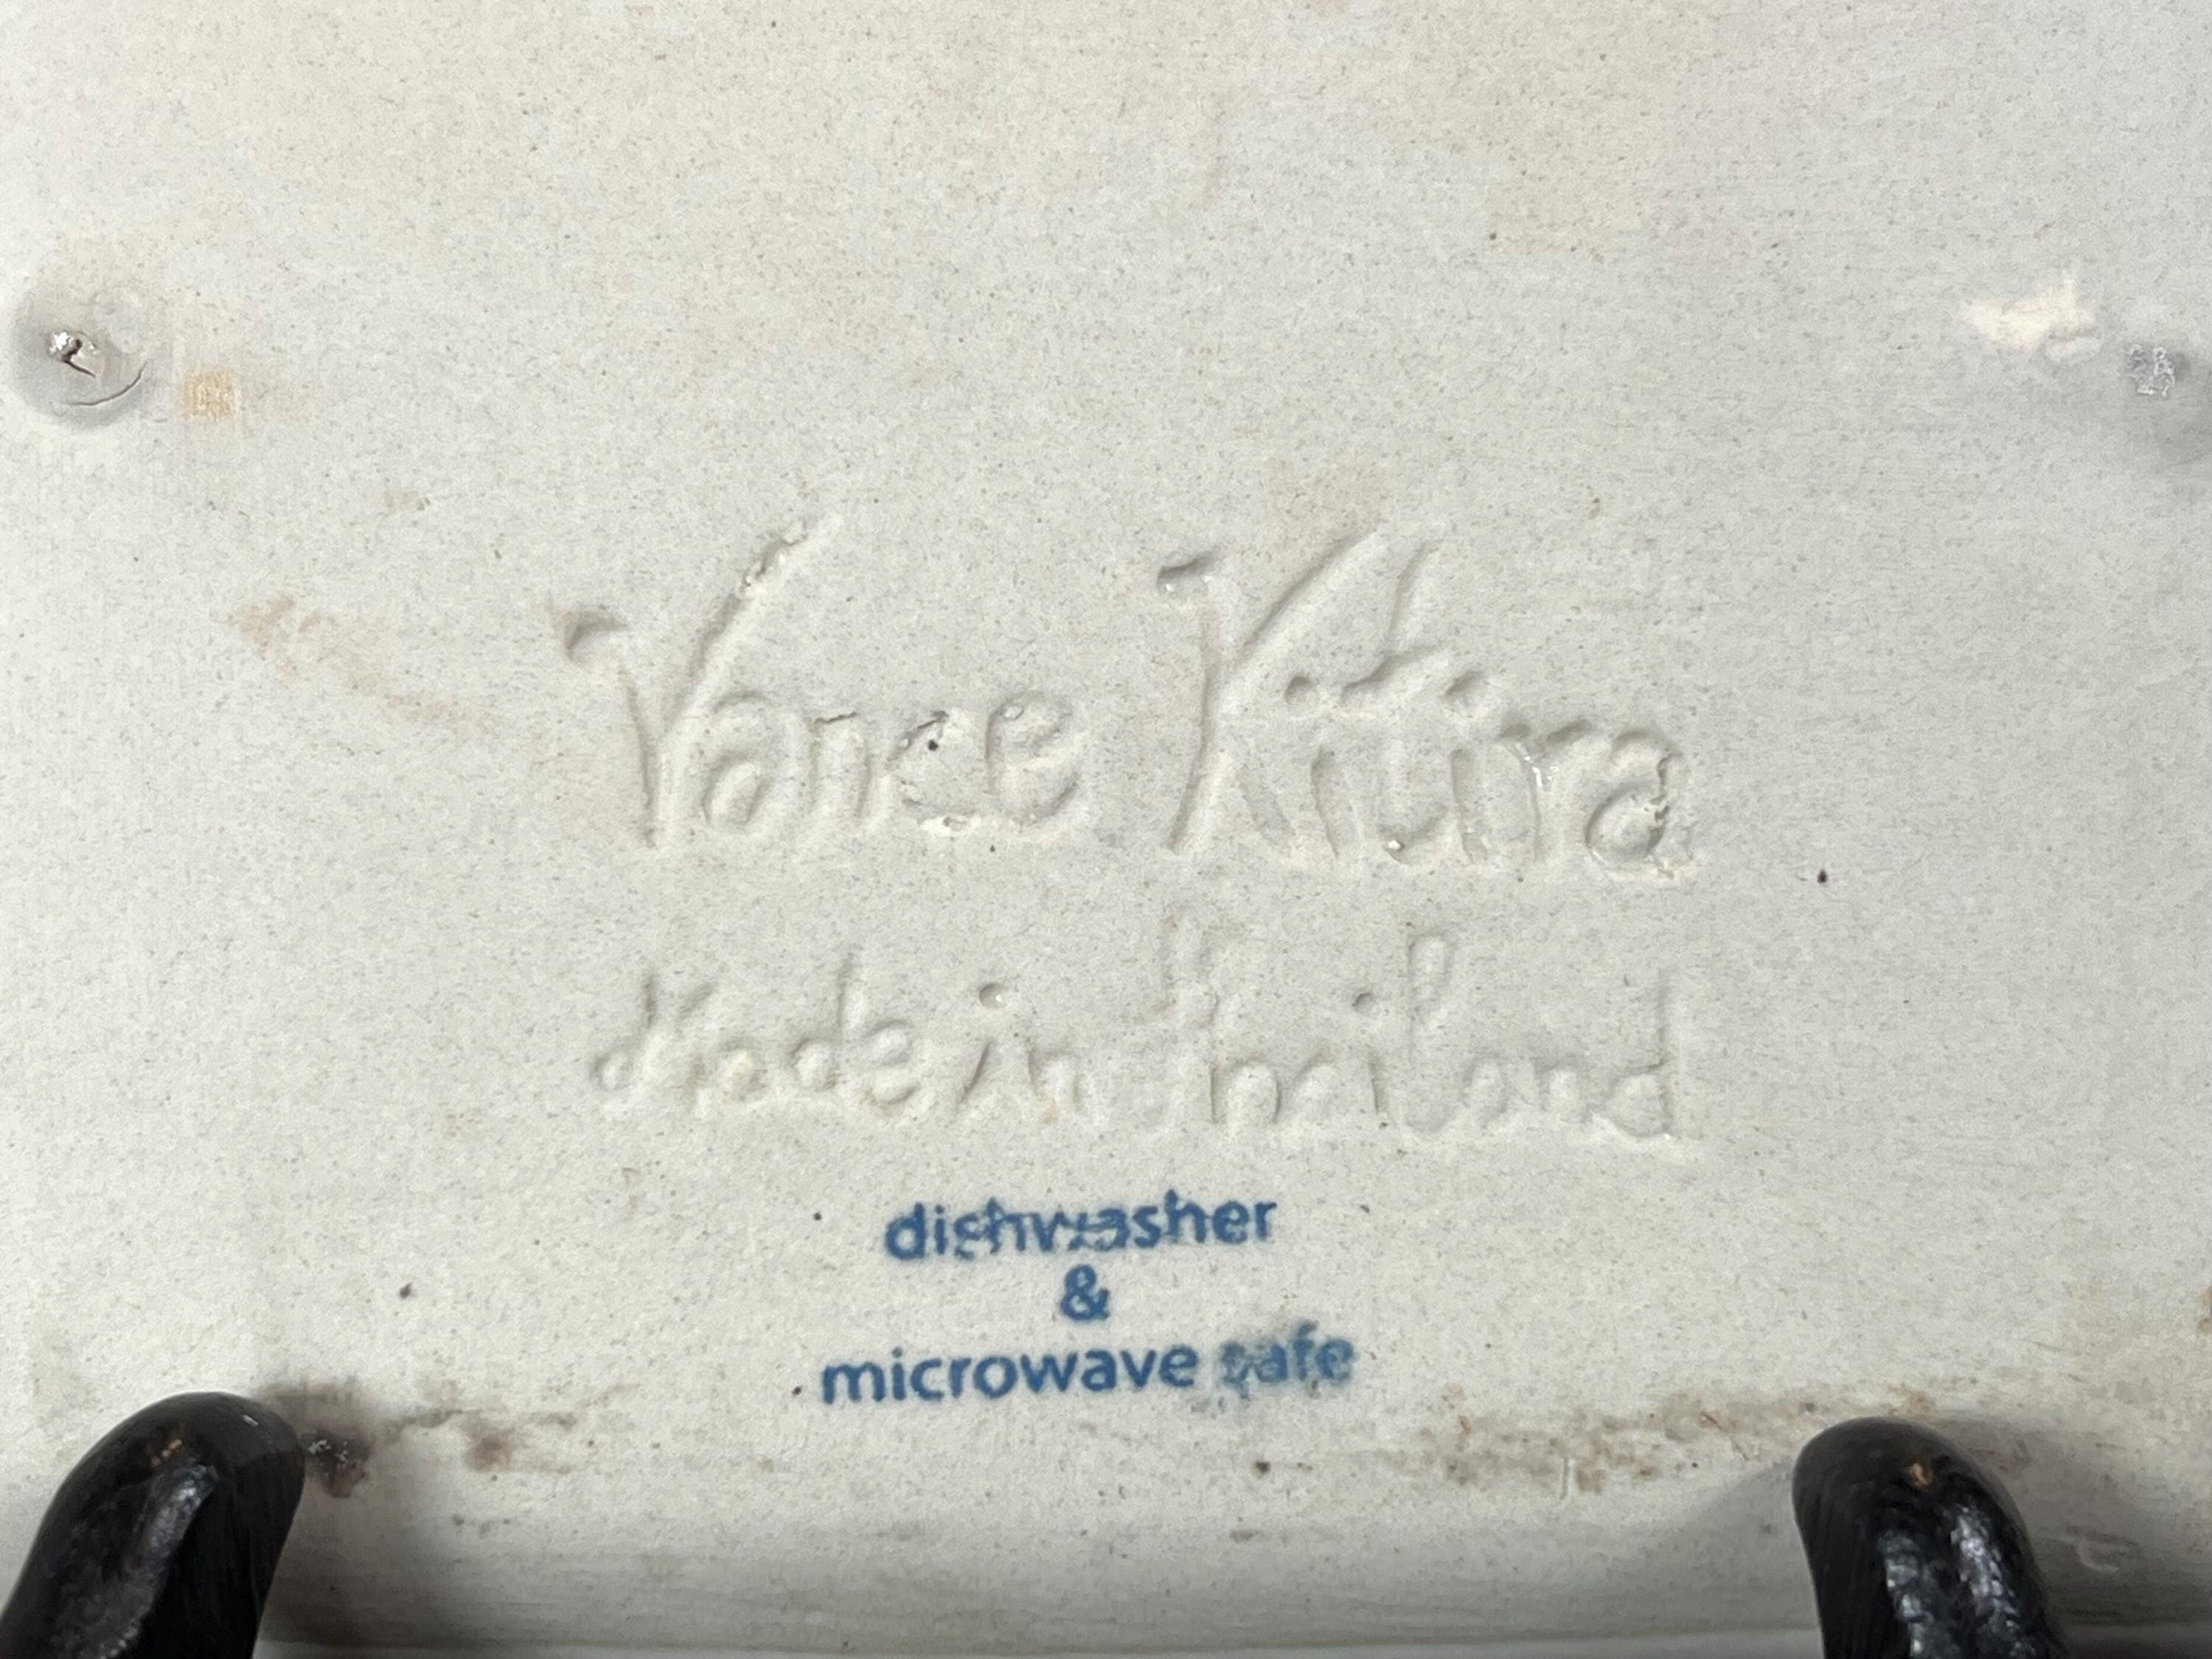 Vance Kitira
Made in thailand
dishwasher
&
microwave safe